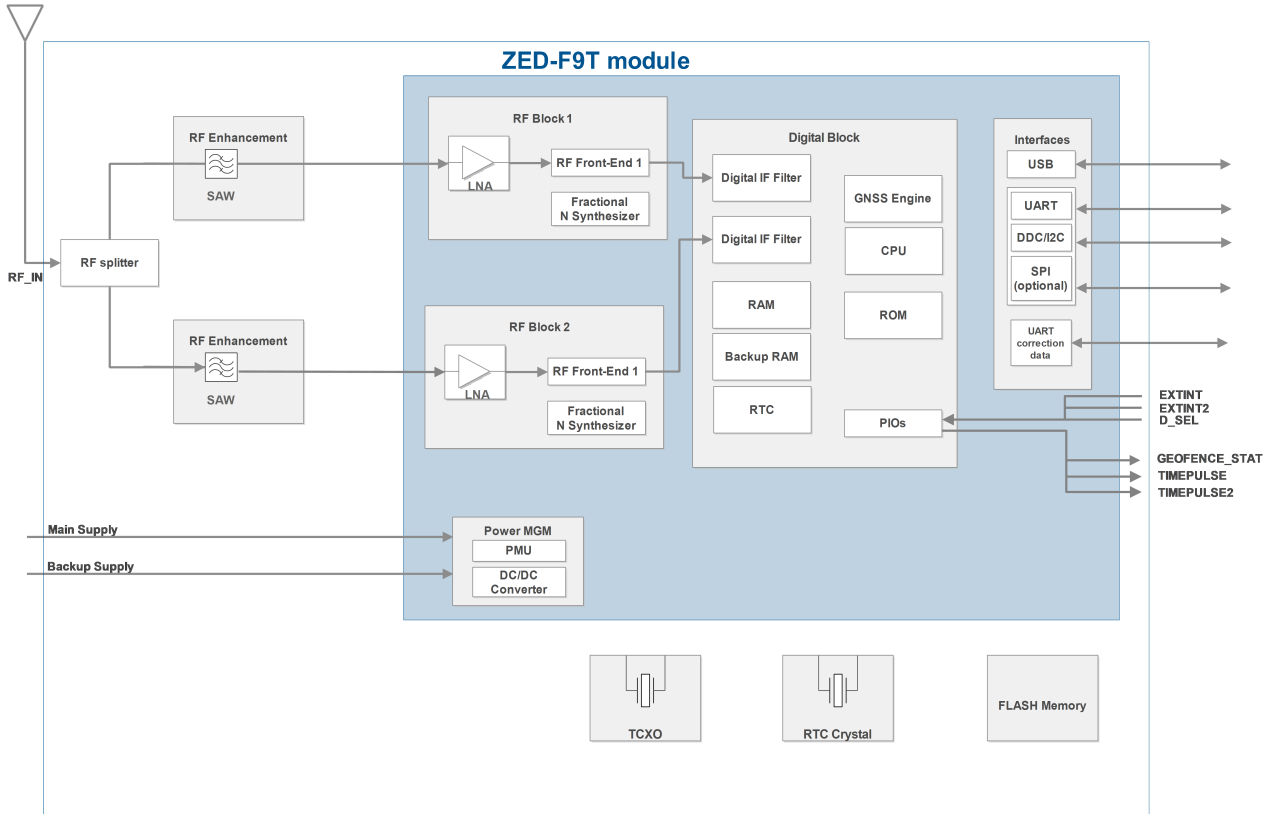 ZED-F9T module
RF_IN
RF splitter
RF Enhancement
SAW
RF Enhancement
SAW
RF Block 1
LNA
RF Front-End 1
Fractional
N Synthesizer
RF Block 2
LNA
RF Front-End 1
Fractional
N Synthesizer
Digital Block
Digital IF Filter
Digital IF Filter
RAM
Backup RAM
RTC
GNSS Engine
CPU
ROM
PIOs
Interfaces
USB
UART
DDC/I2C
SPI
(optional)
UART
correction
data
EXTINT
EXTINT2
D_SEL
GEOFENCE_STAT
TIMEPULSE
TIMEPULSE2
Main Supply
Backup Supply
Power MGM
PMU
DC/DC
Converter
TCXO
RTC Crystal
FLASH Memory